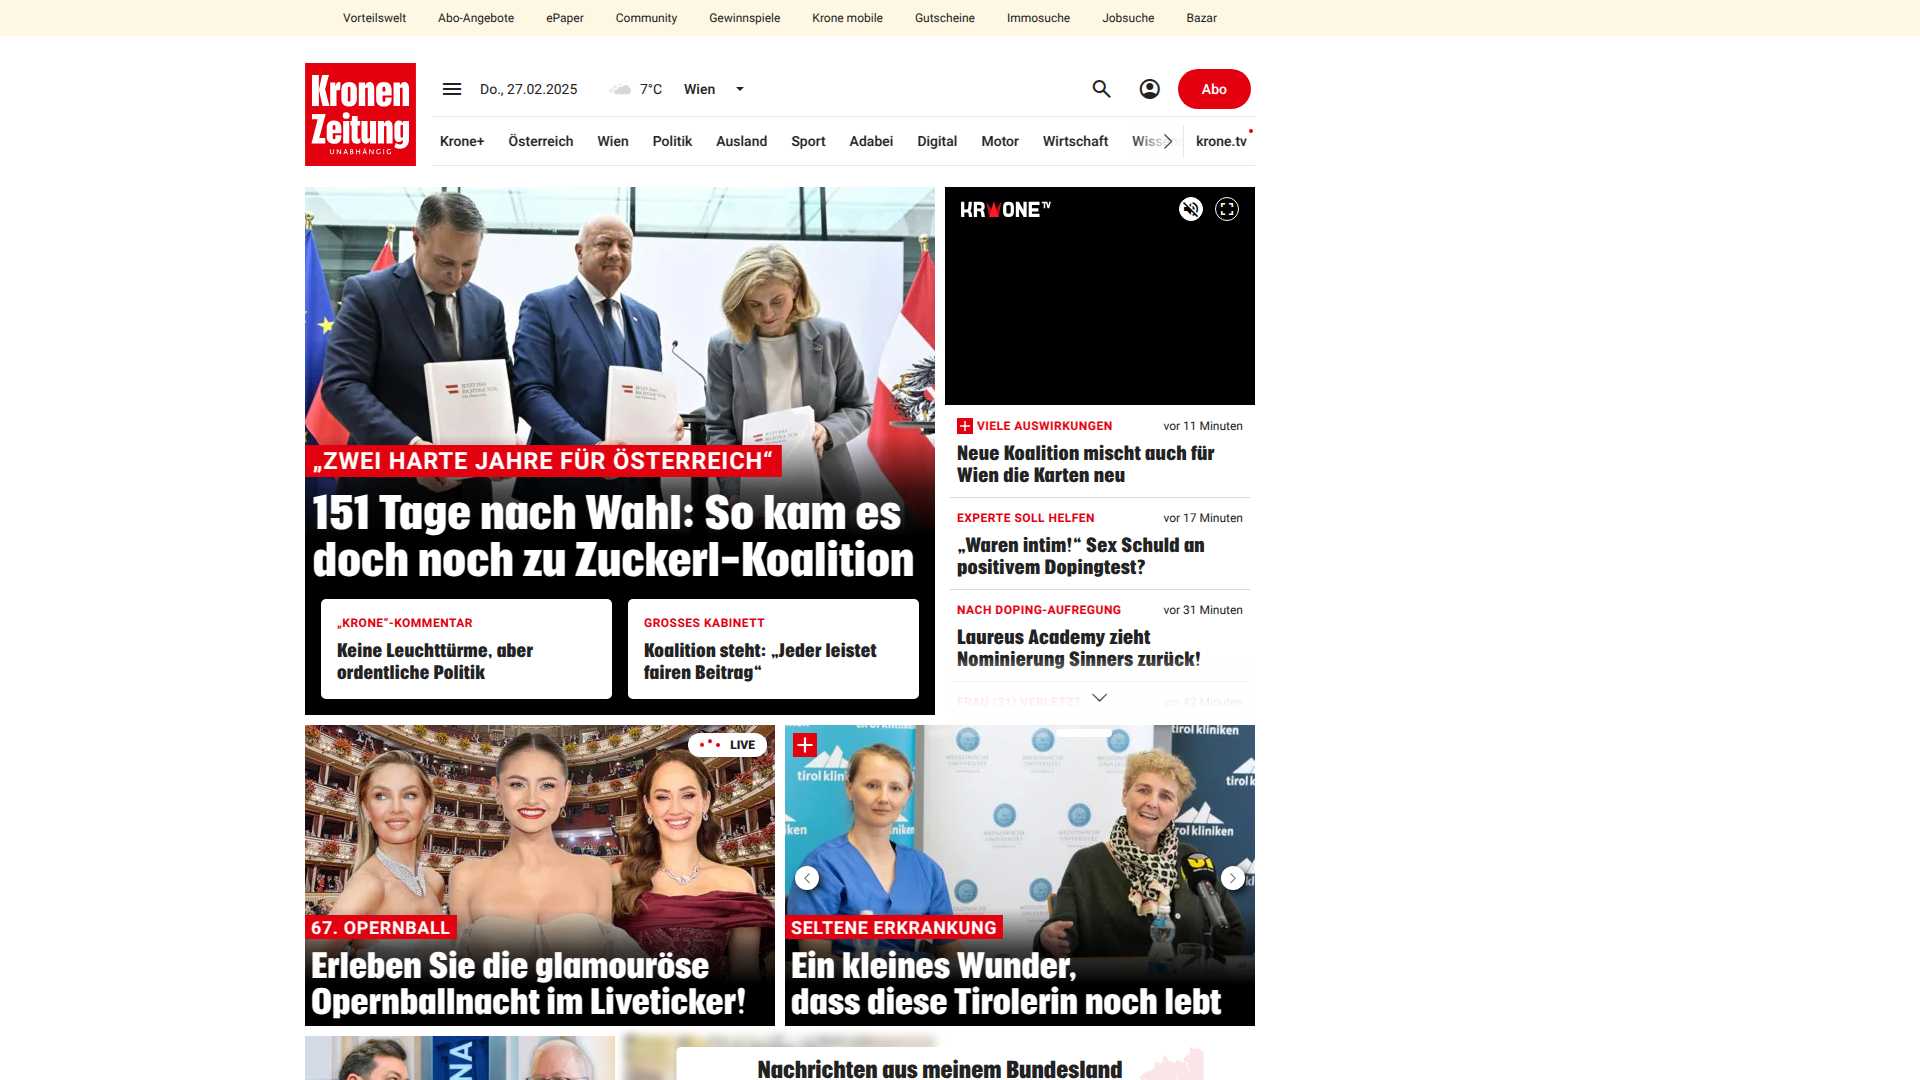 Vorteilswelt Abo-Angebote ePaper Community Gewinnspiele Krone mobile Gutscheine Immosuche Jobsuche Bazar
Kronen
Zeitung
UNABHÄNGIG
Do., 27.02.2025 7°C Wien
Abo
Krone+ Österreich Wien Politik Ausland Sport Adabei Digital Motor Wirtschaft krone.tv
KRONE TV
„ZWEI HARTE JAHRE FÜR ÖSTERREICH“
151 Tage nach Wahl: So kam es
doch noch zu Zuckerl-Koalition
„KRONE“-KOMMENTAR
Keine Leuchttürme, aber
ordentliche Politik
GROSSES KABINETT
Koalition steht: „Jeder leistet
fairen Beitrag“
VIELE AUSWIRKUNGEN vor 11 Minuten
Neue Koalition mischt auch für
Wien die Karten neu
EXPERTE SOLL HELFEN vor 17 Minuten
„Waren intim!“ Sex Schuld an
positivem Dopingtest?
NACH DOPING-AUFREGUNG vor 31 Minuten
Laureus Academy zieht
Nominierung Sinners zurück!
LIVE
67. OPERNBALL
Erleben Sie die glamouröse
Opernballnacht im Liveticker!
tirol kliniken
SELTENE ERKRANKUNG
Ein kleines Wunder,
dass diese Tirolerin noch lebt
Nachrichten aus meinem Bundesland